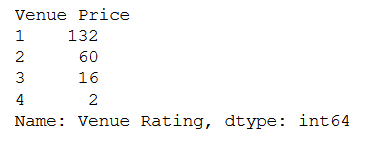 Venue Price
1    132
2     60
3     16
4      2
Name: Venue Rating, dtype: int64